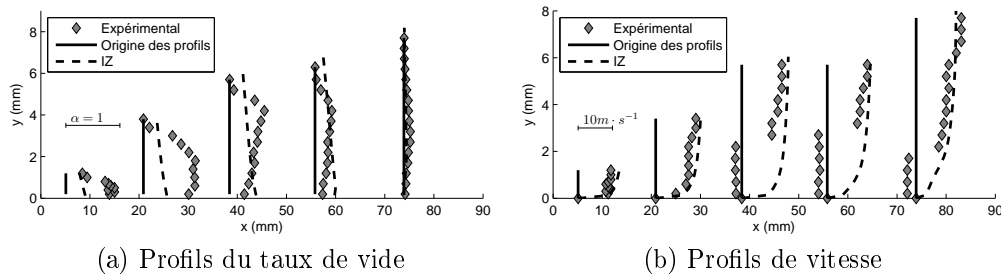 Expérimental
Origine des profils
IZ
α = 1
y (mm)
8
6
4
2
0
0 10 20 30 40 50 60 70 80 90
x (mm)
(a) Profils du taux de vide
Expérimental
Origine des profils
IZ
10m · s⁻¹
y (mm)
8
6
4
2
0
0 10 20 30 40 50 60 70 80 90
x (mm)
(b) Profils de vitesse